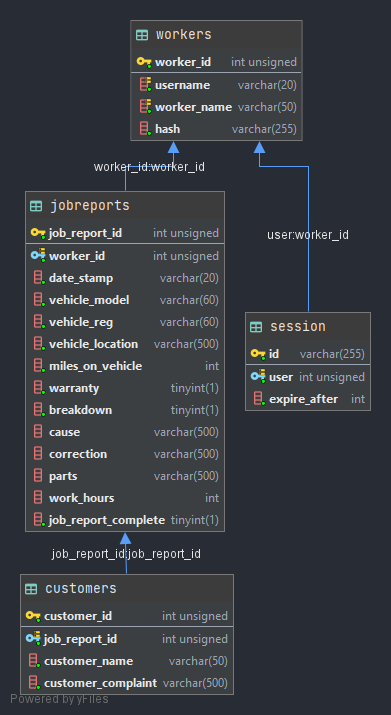 workers
worker_id int unsigned
username varchar(20)
worker_name varchar(50)
hash varchar(255)
worker_id:worker_id
jobreports
job_report_id int unsigned
worker_id int unsigned
date_stamp varchar(20)
vehicle_model varchar(60)
vehicle_reg varchar(60)
vehicle_location varchar(500)
miles_on_vehicle int
warranty tinyint(1)
breakdown tinyint(1)
cause varchar(500)
correction varchar(500)
parts varchar(500)
work_hours int
job_report_complete tinyint(1)
user:worker_id
session
id varchar(255)
user int unsigned
expire_after int
job_report_id:job_report_id
customers
customer_id int unsigned
job_report_id int unsigned
customer_name varchar(50)
customer_complaint varchar(500)
Powered by yFiles